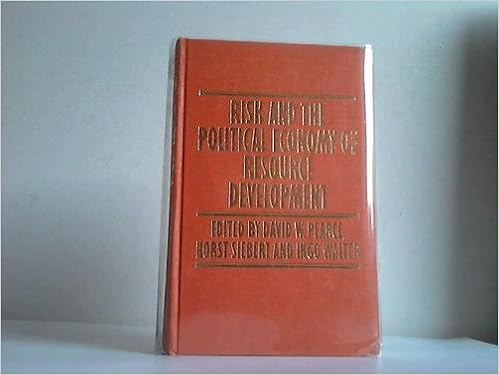 RISK AND THE
POLITICAL ECONOMY OF
RESOURCE
DEVELOPMENT
EDITED BY DAVID W. PEARCE,
HORST SIEBERT AND INGO WALTER